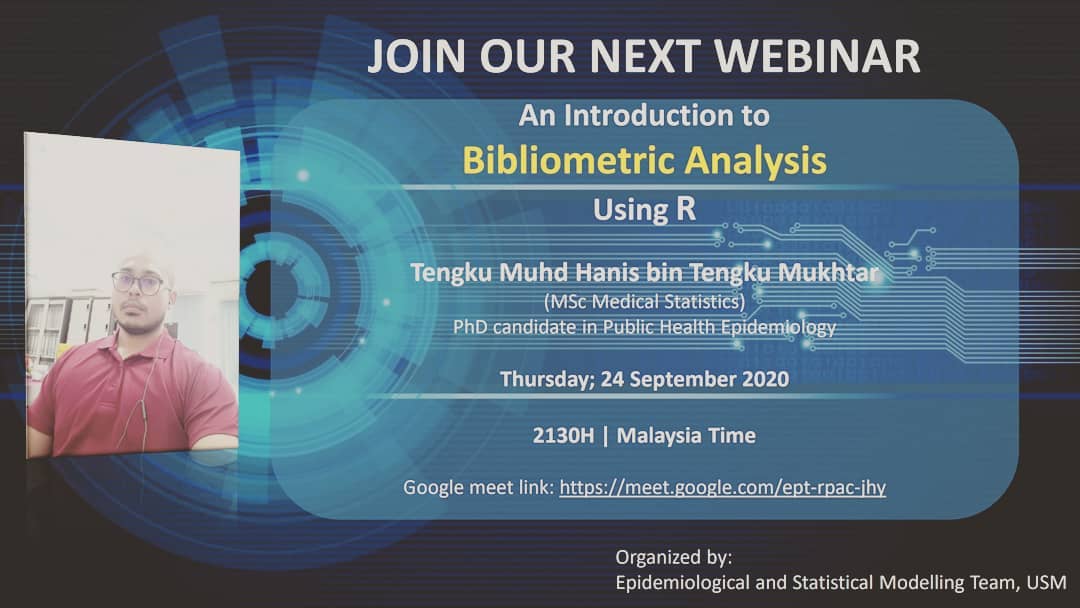 JOIN OUR NEXT WEBINAR
An Introduction to
Bibliometric Analysis
Using R
Tengku Muhd Hanis bin Tengku Mukhtar
(MSc Medical Statistics)
PhD candidate in Public Health Epidemiology
Thursday; 24 September 2020
2130H | Malaysia Time
Google meet link: https://meet.google.com/ept-rpac-jhy
Organized by:
Epidemiological and Statistical Modelling Team, USM